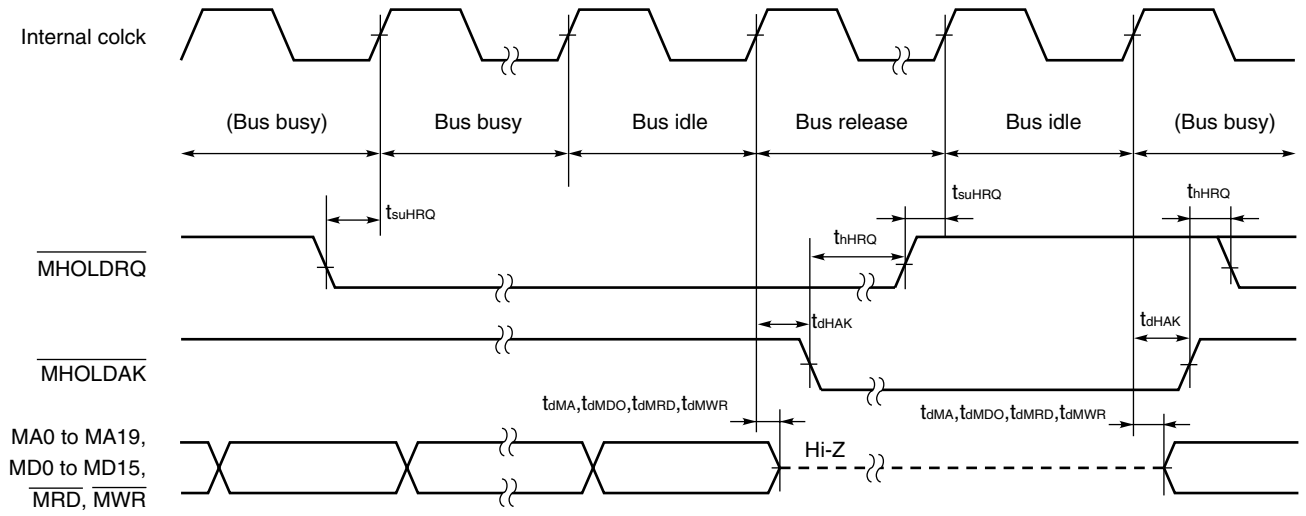 Internal colck
(Bus busy) Bus busy Bus idle Bus release Bus idle (Bus busy)
tsuHRQ tsuHRQ thHRQ
thHRQ
MHOLDRQ
tdHAK tdHAK
MHOLDAK
tdMA,tdMDO,tdMRD,tdMWR tdMA,tdMDO,tdMRD,tdMWR
MA0 to MA19,
Hi-Z
MD0 to MD15,
MRD, MWR